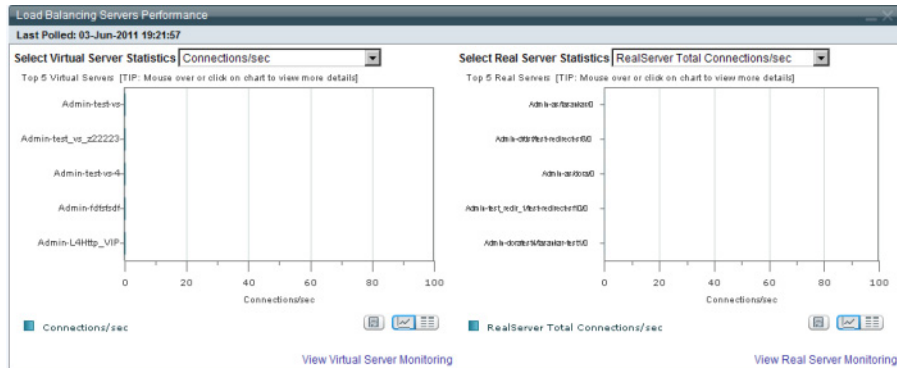 Load Balancing Servers Performance
Last Polled: 03-Jun-2011 19:21:57
Select Virtual Server Statistics Connections/sec
Top 5 Virtual Servers [TIP: Mouse over or click on chart to view more details]
Admin-test-vs
Admin-test_vs_z22223
Admin-test-vs-4
Admin-fdtstsdf
Admin-L4Http_VIP
0 20 40 60 80 100
Connections/sec
Connections/sec
View Virtual Server Monitoring
Select Real Server Statistics RealServer Total Connections/sec
Top 5 Real Servers [TIP: Mouse over or click on chart to view more details]
0 20 40 60 80 100
Connections/sec
RealServer Total Connections/sec
View Real Server Monitoring